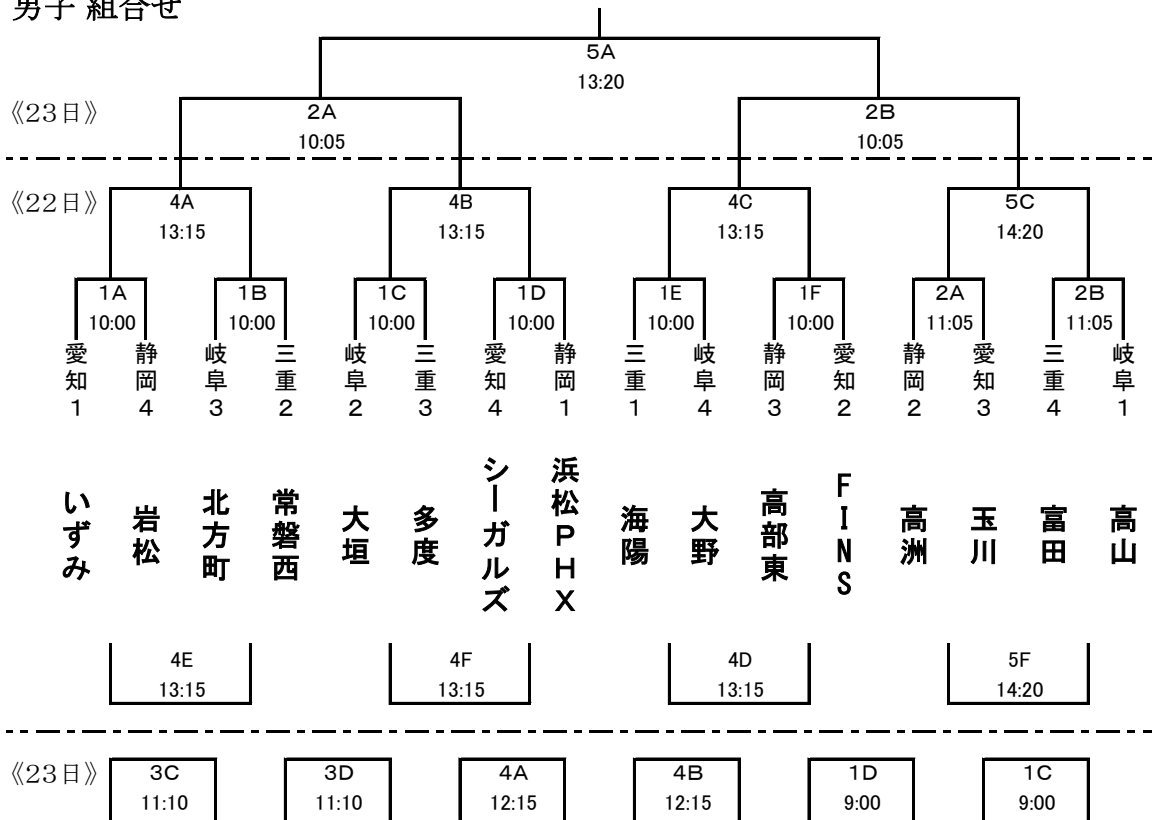 男子 組合せ
5A
13:20
《23日》
2A
2B
10:05
10:05
《22日》
4A
4B
4C
5C
13:15
13:15
13:15
14:20
1A
1B
1C
1D
1E
1F
2A
2B
10:00
10:00
10:00
10:00
10:00
10:00
11:05
11:05
愛知1
静岡4
岐阜3
三重2
岐阜2
三重3
愛知4
静岡1
三重1
岐阜4
静岡3
愛知2
静岡2
愛知3
三重4
岐阜1
いずみ
岩松
北方町
常磐西
大垣
多度
シーガルズ
浜松PHX
海陽
大野
高部東
FINS
高洲
玉川
富田
高山
4E
4F
4D
5F
13:15
13:15
13:15
14:20
《23日》
3C
3D
4A
4B
1D
1C
11:10
11:10
12:15
12:15
9:00
9:00